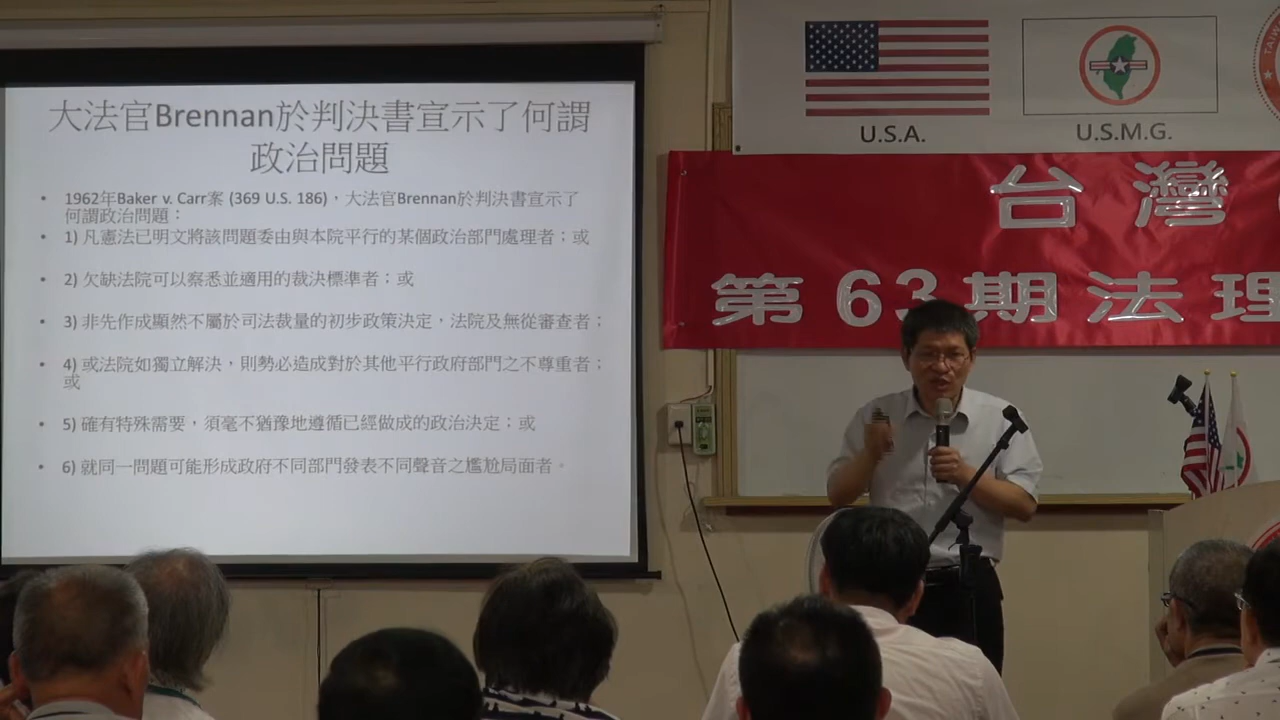 大法官Brennan於判決書宣示了何謂
政治問題
• 1962年Baker v. Carr案 (369 U.S. 186)，大法官Brennan於判決書宣示了
何謂政治問題：
• 1) 凡憲法已明文將該問題委由與本院平行的某個政治部門處理者；或
• 2) 欠缺法院可以察悉並適用的裁決標準者；或
• 3) 非先作成顯然不屬於司法裁量的初步政策決定，法院及無從審查者；
• 4) 或法院如獨立解決，則勢必造成對於其他平行政府部門之不尊重者；
或
• 5) 確有特殊需要，須毫不猶豫地遵循已經做成的政治決定；或
• 6) 就同一問題可能形成政府不同部門發表不同聲音之尷尬局面者。
U.S.A.
U.S.M.G.
台灣
第63期法理